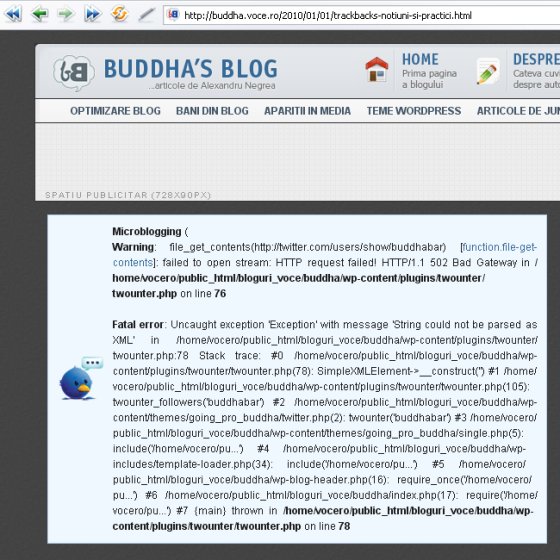 http://buddha.voce.ro/2010/01/01/trackbacks-notiuni-si-practici.html
BUDDHA'S BLOG
...articole de Alexandru Negrea
HOME
Prima pagina
a blogului
DESPRE
Cateva cuvi
despre auto
OPTIMIZARE BLOG BANI DIN BLOG APARITII IN MEDIA TEME WORDPRESS ARTICOLE DE JUN
SPATIU PUBLICITAR (728X90PX)
Microblogging (
Warning: file_get_contents(http://twitter.com/users/show/buddhabar) [function.file-get-
contents]: failed to open stream: HTTP request failed! HTTP/1.1 502 Bad Gateway in /
home/vocero/public_html/bloguri_voce/buddha/wp-content/plugins/twounter/
twounter.php on line 76
Fatal error: Uncaught exception 'Exception' with message 'String could not be parsed as
XML' in /home/vocero/public_html/bloguri_voce/buddha/wp-content/plugins/twounter/
twounter.php:78 Stack trace: #0 /home/vocero/public_html/bloguri_voce/buddha/wp-
content/plugins/twounter/twounter.php(78): SimpleXMLElement->__construct('') #1 /home/
vocero/public_html/bloguri_voce/buddha/wp-content/plugins/twounter/twounter.php(105):
twounter_followers('buddhabar') #2 /home/vocero/public_html/bloguri_voce/buddha/wp-
content/themes/going_pro_buddha/twitter.php(2): twounter('buddhabar') #3 /home/vocero/
public_html/bloguri_voce/buddha/wp-content/themes/going_pro_buddha/single.php(5):
include('/home/vocero/pu...') #4 /home/vocero/public_html/bloguri_voce/buddha/wp-
includes/template-loader.php(34): include('/home/vocero/pu...') #5 /home/vocero/
public_html/bloguri_voce/buddha/wp-blog-header.php(16): require_once('/home/vocero/
pu...') #6 /home/vocero/public_html/bloguri_voce/buddha/index.php(17): require('/home/
vocero/pu...') #7 {main} thrown in /home/vocero/public_html/bloguri_voce/buddha/wp-
content/plugins/twounter/twounter.php on line 78